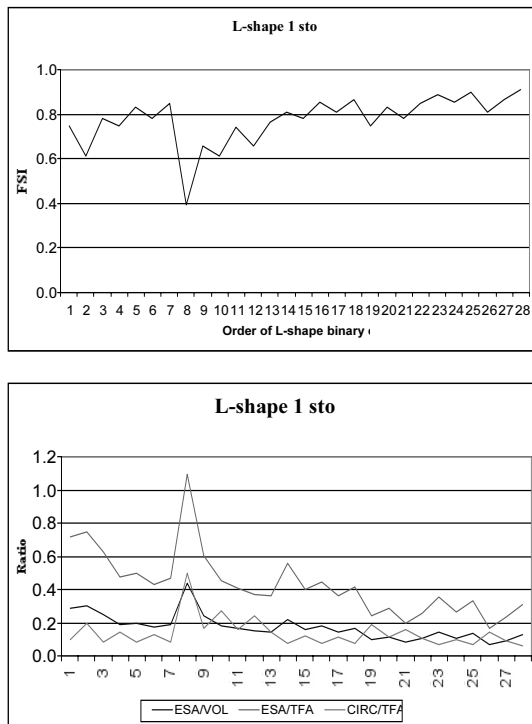 L-shape 1 sto
1.0
0.8
0.6
0.4
0.2
0.0
FSI
1 2 3 4 5 6 7 8 9 10 11 12 13 14 15 16 17 18 19 20 21 22 23 24 25 26 27 28
Order of L-shape binary
L-shape 1 sto
1.2
1.0
0.8
0.6
0.4
0.2
0.0
Ratio
1 3 5 7 9 11 13 15 17 19 21 23 25 27
ESA/VOL ESA/TFA CIRC/TFA